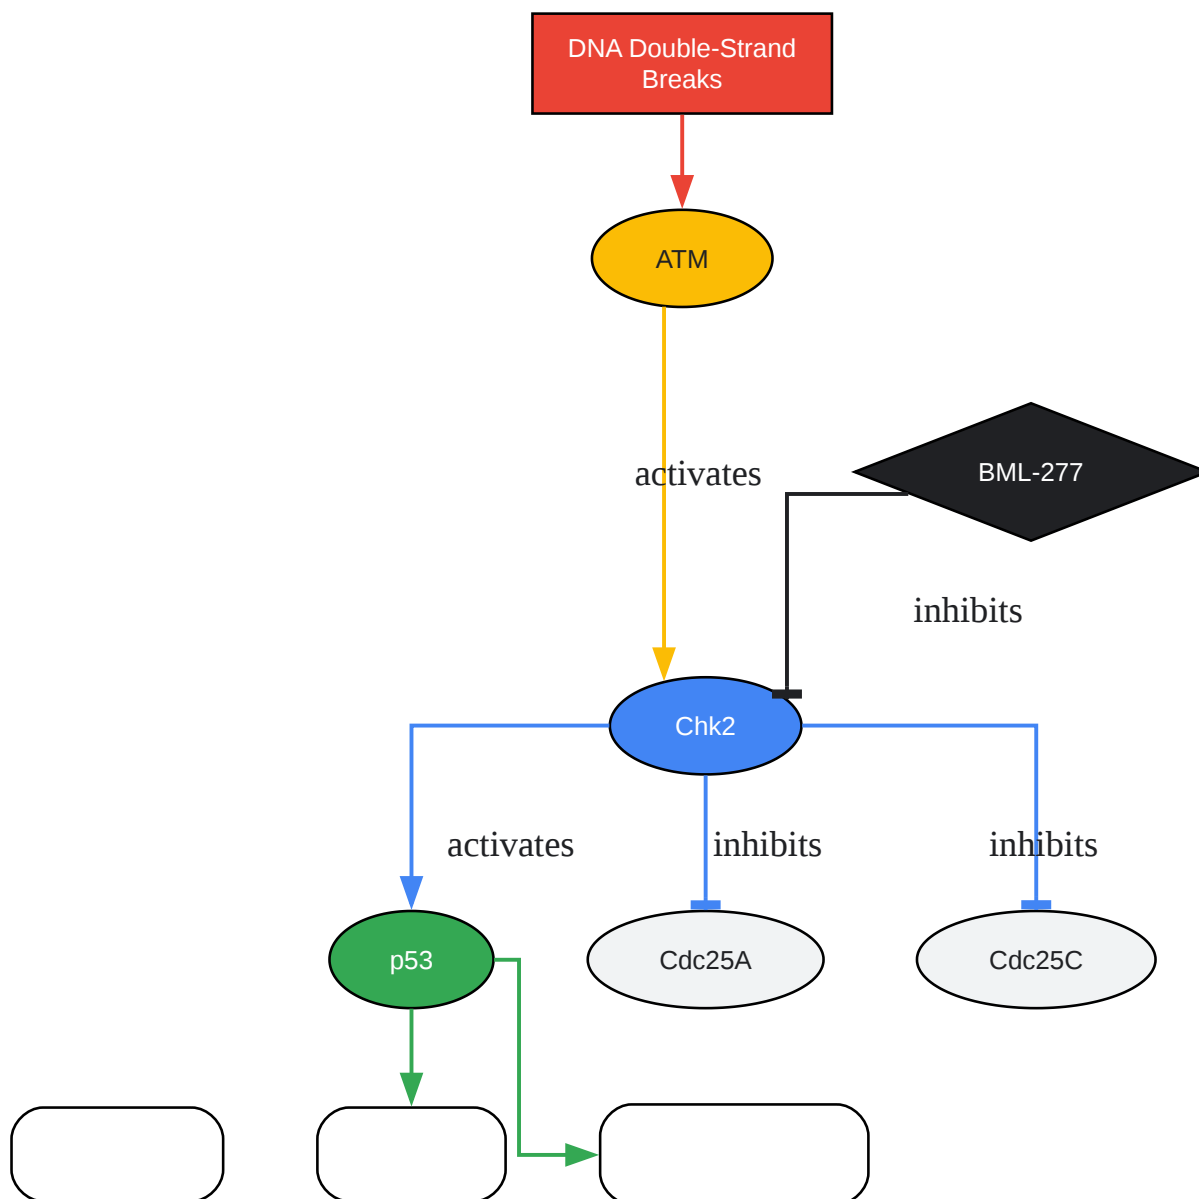 DNA Double-Strand
Breaks
ATM
activates
BML-277
inhibits
Chk2
activates
inhibits
inhibits
p53
Cdc25A
Cdc25C